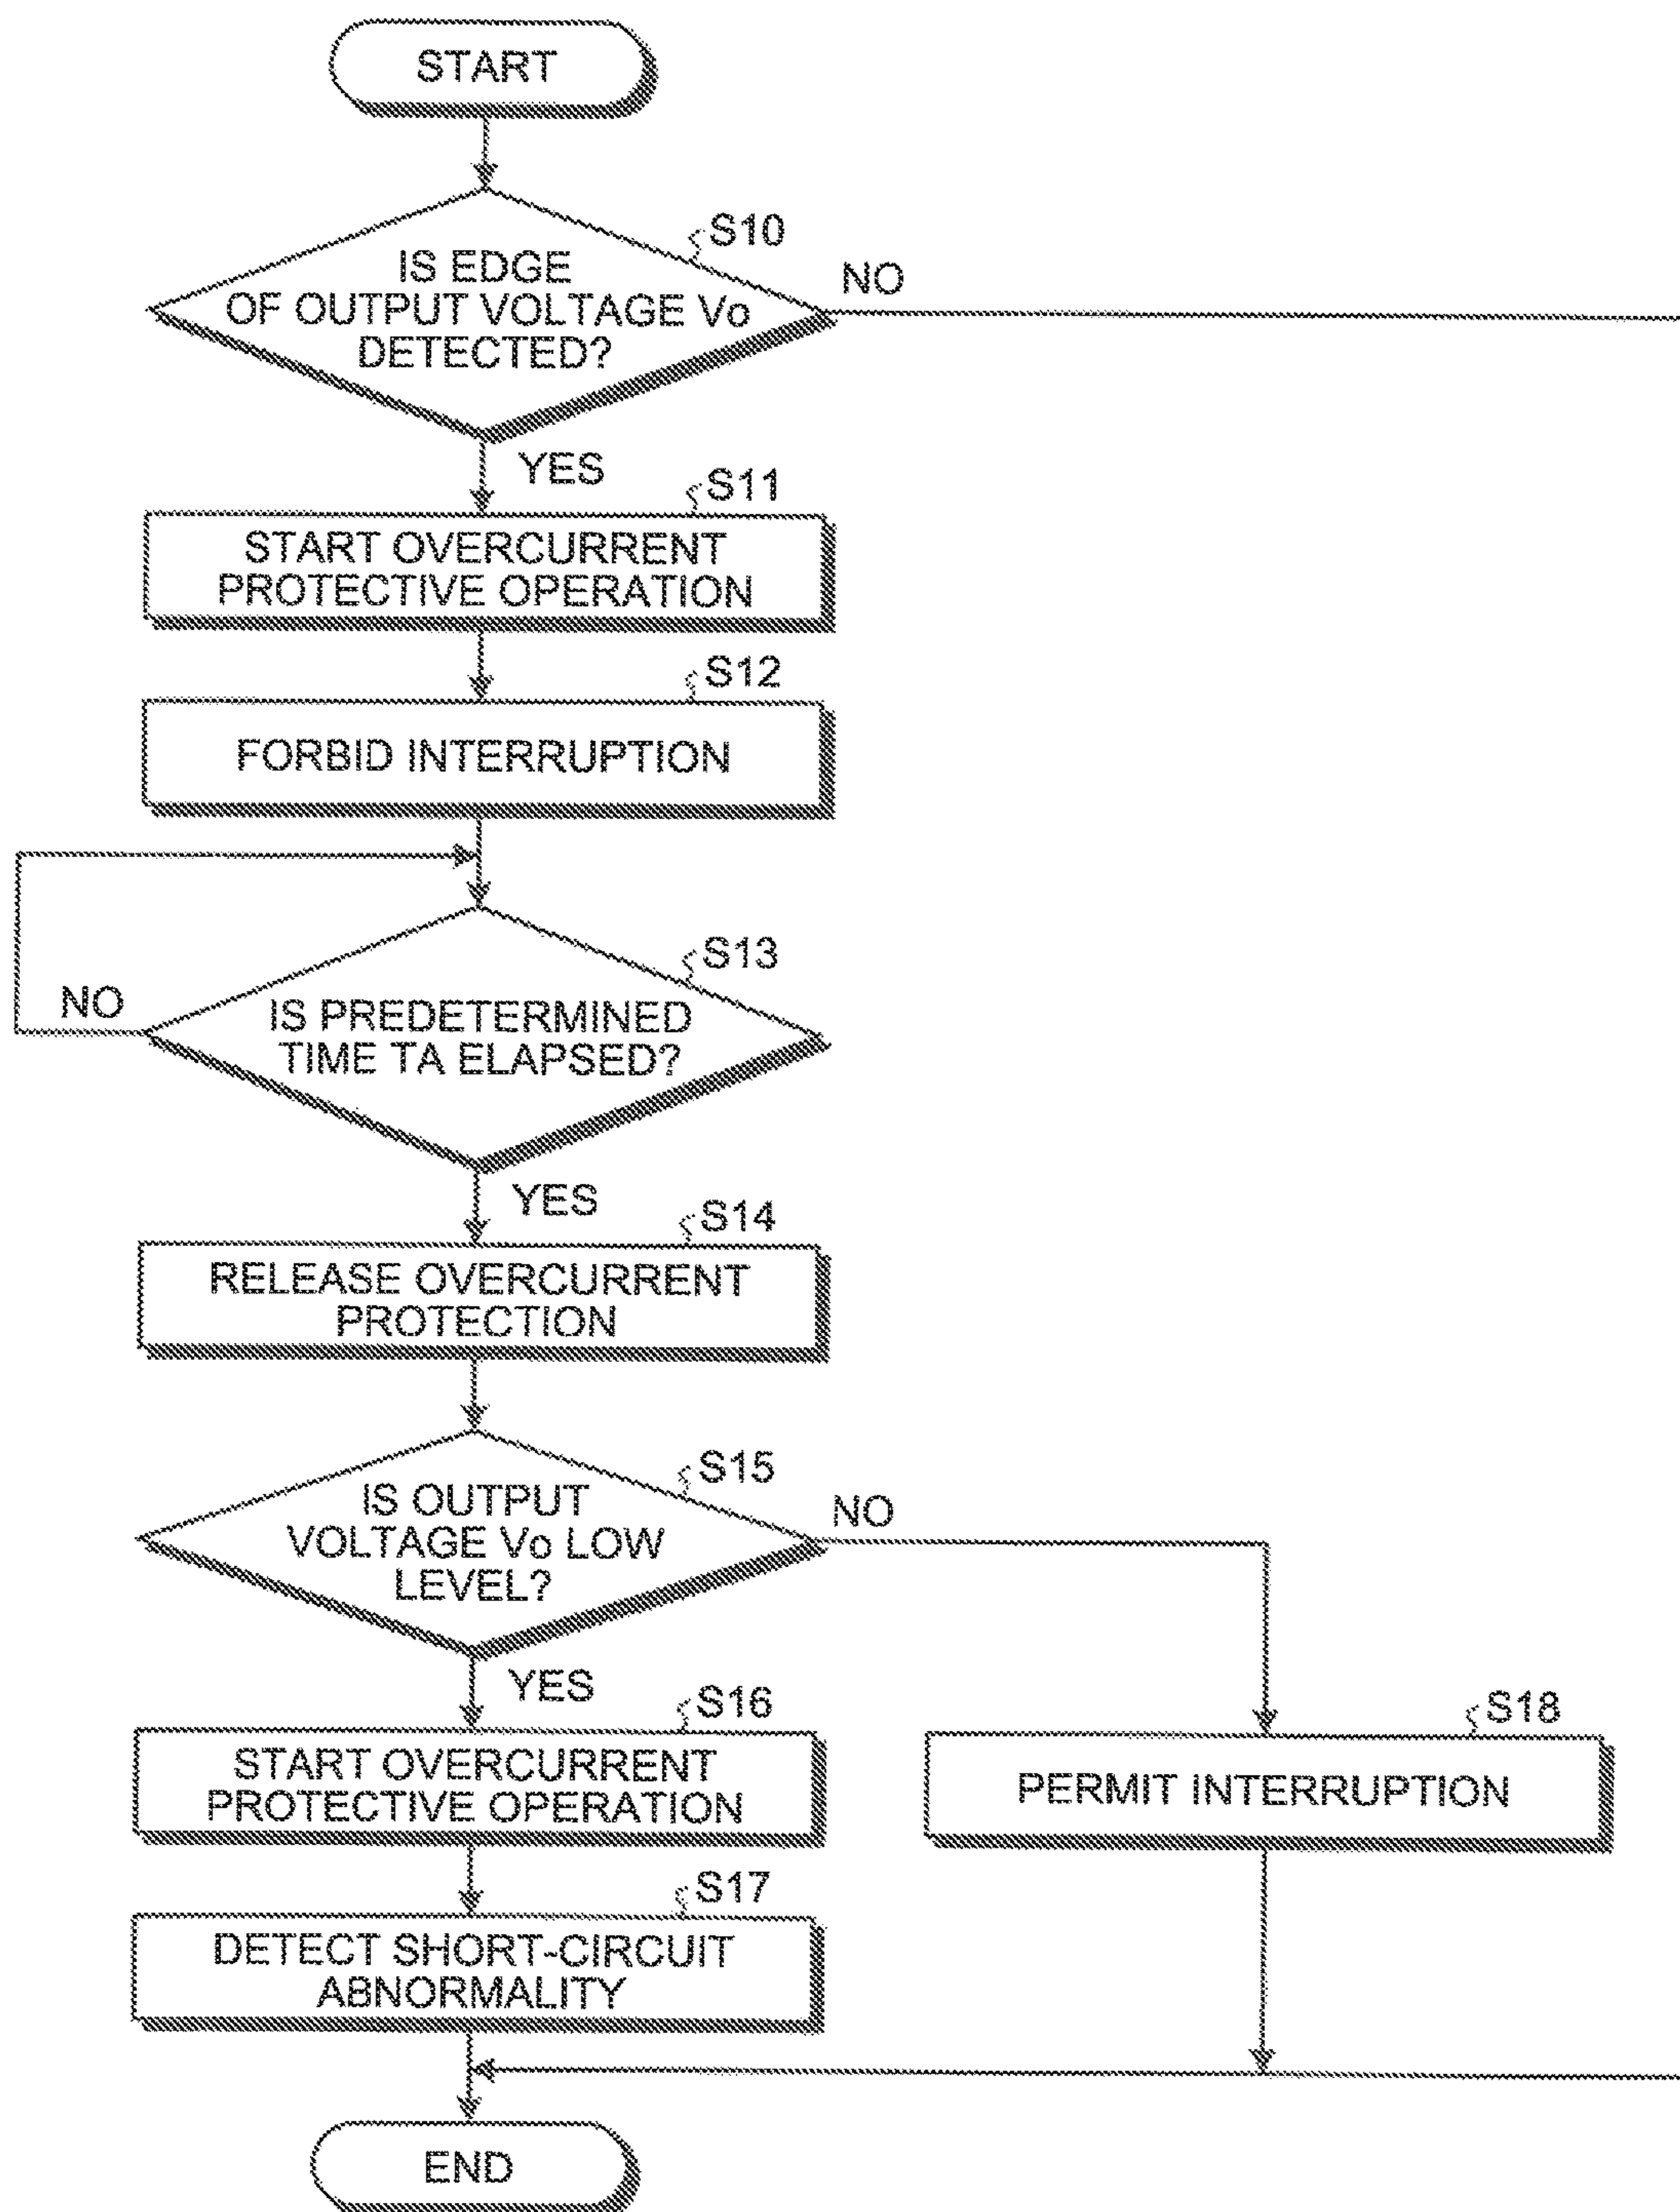 START
S10
IS EDGE
OF OUTPUT VOLTAGE Vo
DETECTED?
NO
YES
S11
START OVERCURRENT
PROTECTIVE OPERATION
S12
FORBID INTERRUPTION
S13
IS PREDETERMINED
TIME TA ELAPSED?
NO
YES
S14
RELEASE OVERCURRENT
PROTECTION
S15
IS OUTPUT
VOLTAGE Vo LOW
LEVEL?
NO
YES
S16
START OVERCURRENT
PROTECTIVE OPERATION
S18
PERMIT INTERRUPTION
S17
DETECT SHORT-CIRCUIT
ABNORMALITY
END